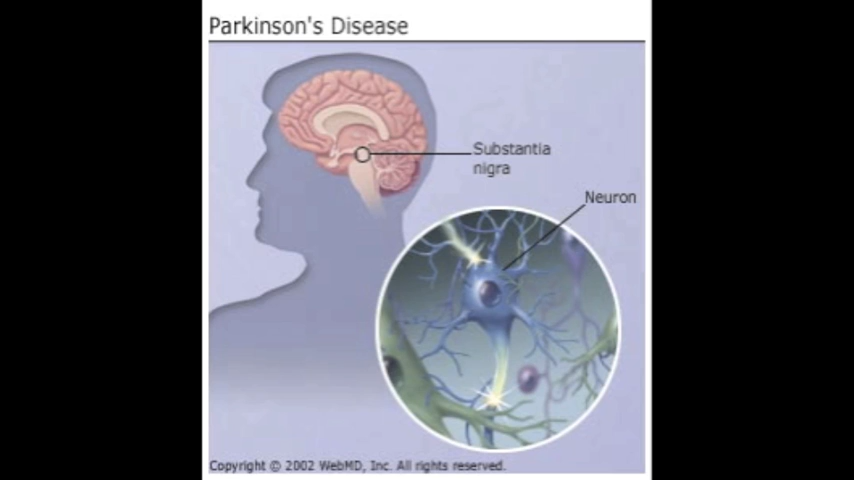 Parkinson's Disease
Substantia
nigra
Neuron
Copyright © 2002 WebMD, Inc. All rights reserved.